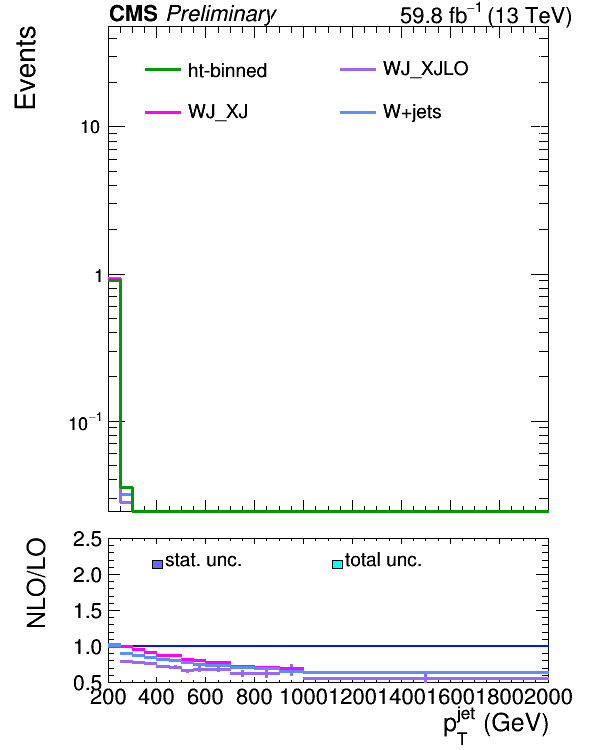 CMS Preliminary 59.8 fb⁻¹ (13 TeV)
Events
ht-binned WJ_XJLO
WJ_XJ W+jets
10
1
10⁻¹
NLO/LO
stat. unc. total unc.
2.5
2.0
1.5
1.0
0.5
200 400 600 800 1000 1200 1400 1600 1800 2000
p_T^jet (GeV)